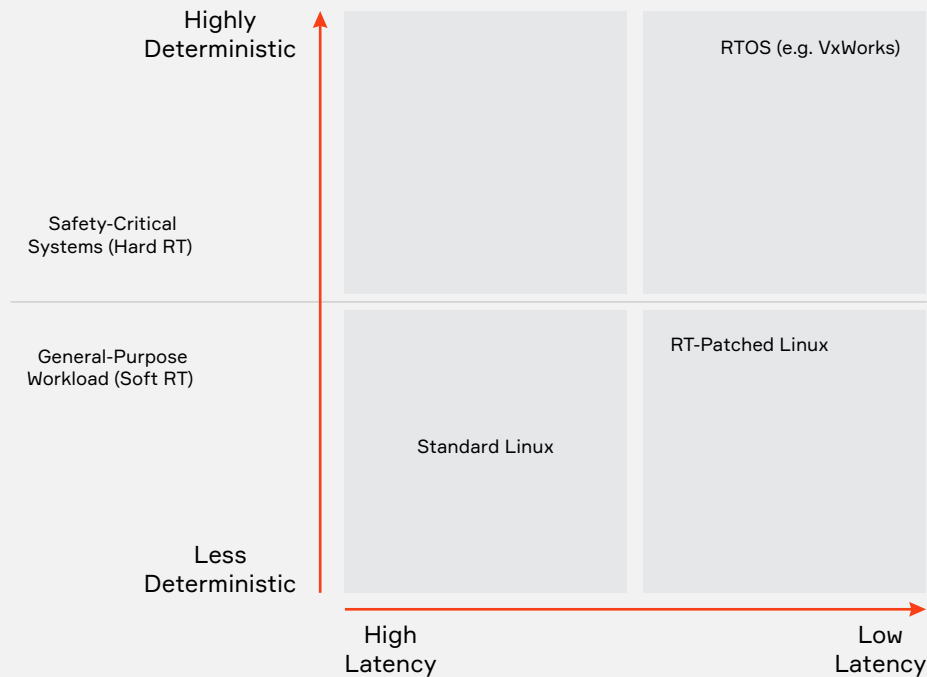 Highly
Deterministic
RTOS (e.g. VxWorks)
Safety-Critical
Systems (Hard RT)
General-Purpose
Workload (Soft RT)
RT-Patched Linux
Standard Linux
Less
Deterministic
High
Latency
Low
Latency